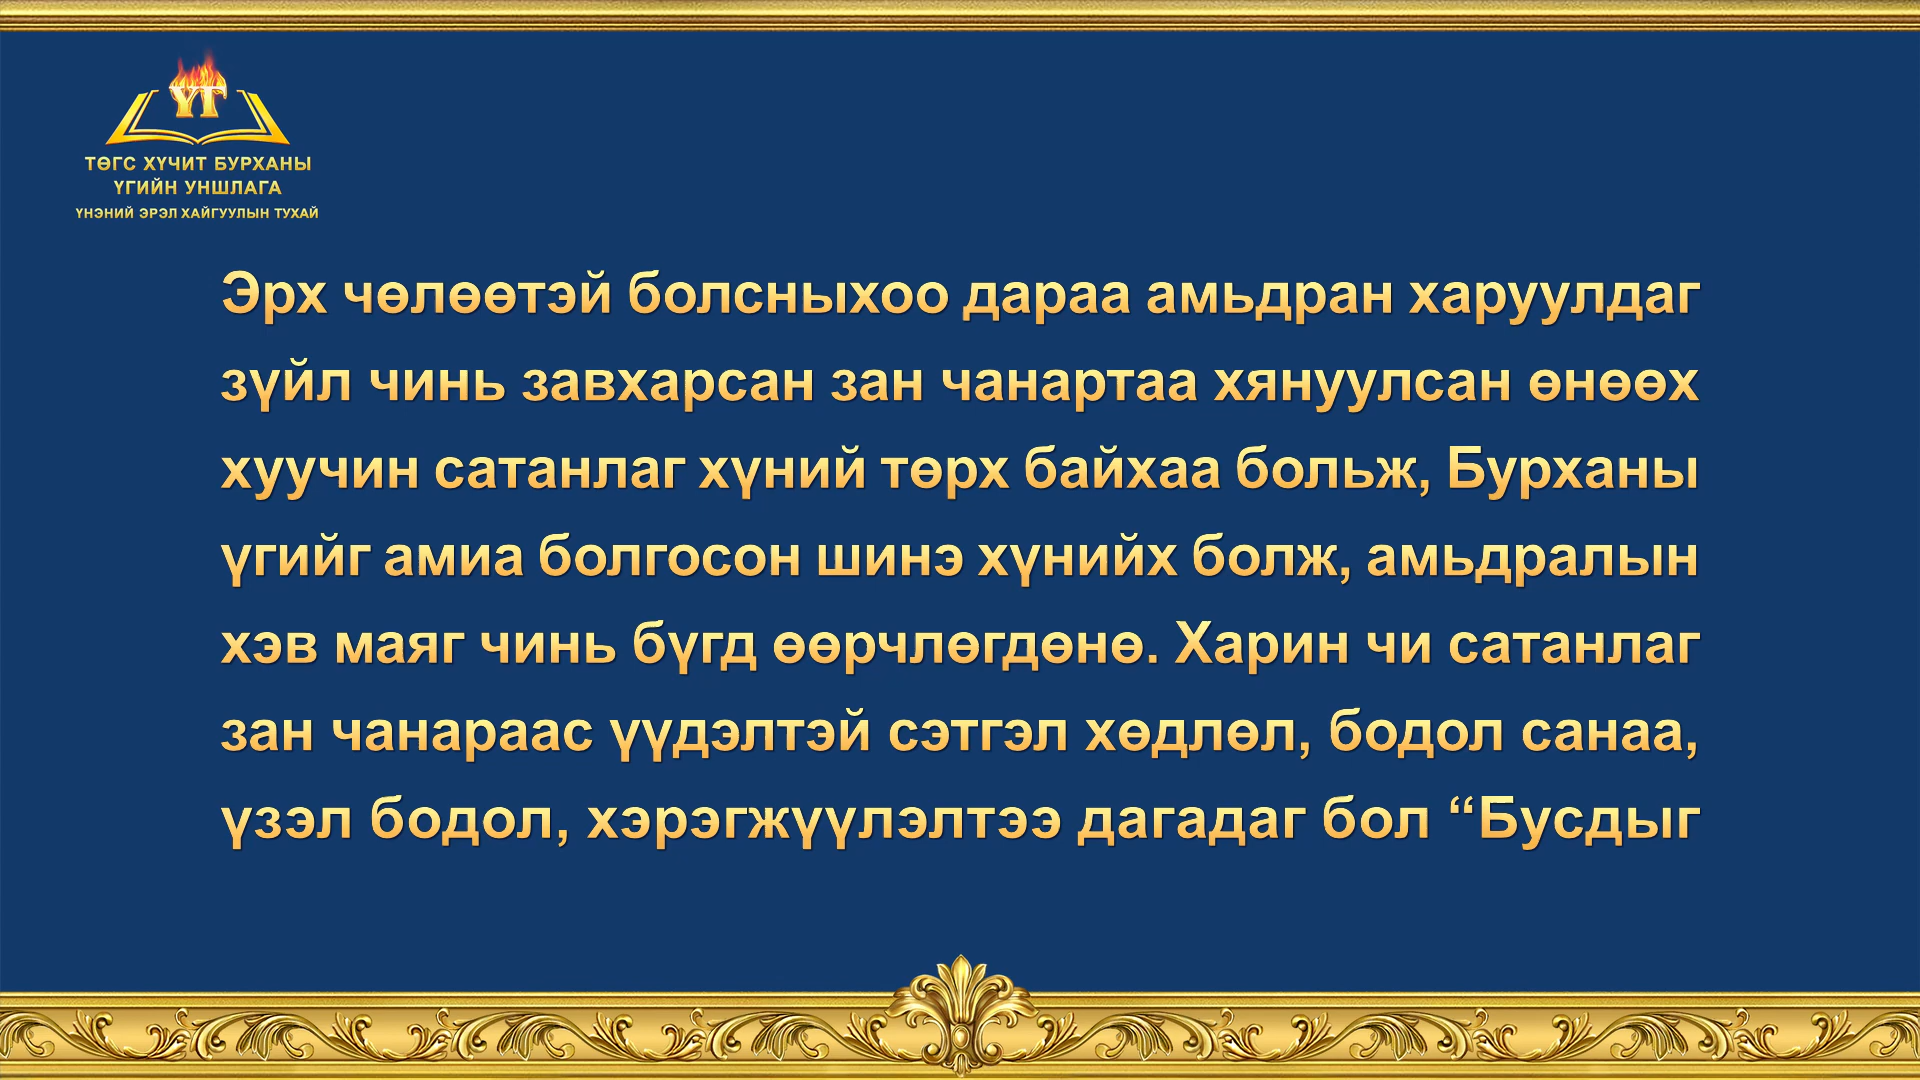 ҮГ
ТӨГС ХҮЧИТ БУРХАНЫ
ҮГИЙН УНШЛАГА
ҮНЭНИЙ ЭРЭЛ ХАЙГУУЛЫН ТУХАЙ
Эрх чөлөөтэй болсныхоо дараа амьдран харуулдаг
зүйл чинь завхарсан зан чанартаа хянуулсан өнөөх
хуучин сатанлаг хүний төрх байхаа больж, Бурханы
үгийг амиа болгосон шинэ хүнийх болж, амьдралын
хэв маяг чинь бүгд өөрчлөгдөнө. Харин чи сатанлаг
зан чанараас үүдэлтэй сэтгэл хөдлөл, бодол санаа,
үзэл бодол, хэрэгжүүлэлтээ дагадаг бол “Бусдыг